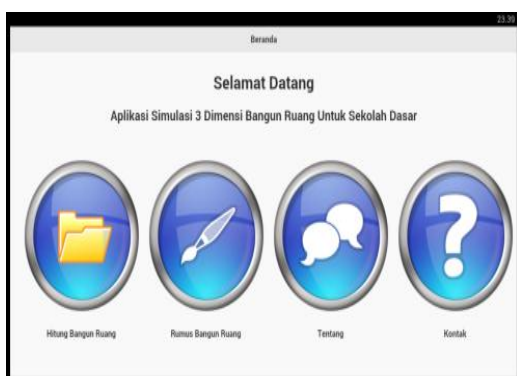 23.39
Beranda
Selamat Datang
Aplikasi Simulasi 3 Dimensi Bangun Ruang Untuk Sekolah Dasar
Hitung Bangun Ruang
Rumus Bangun Ruang
Tentang
Kontak